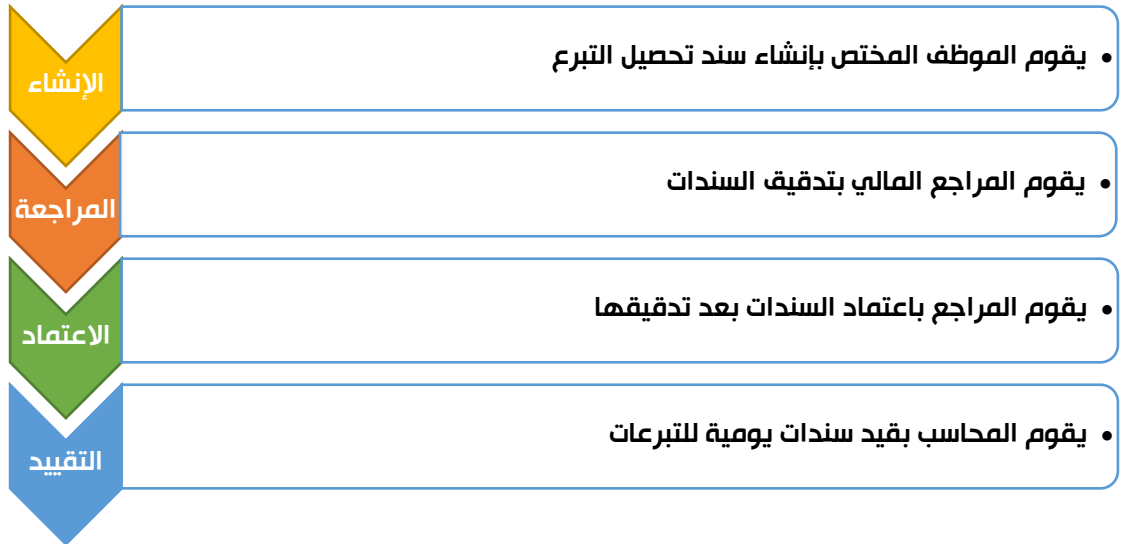 الإنشاء
• يقوم الموظف المختص بإنشاء سند تحصيل التبرع
المراجعة
• يقوم المراجع المالي بتدقيق السندات
الاعتماد
• يقوم المراجع باعتماد السندات بعد تدقيقها
التقييد
• يقوم المحاسب بقيد سندات يومية للتبرعات